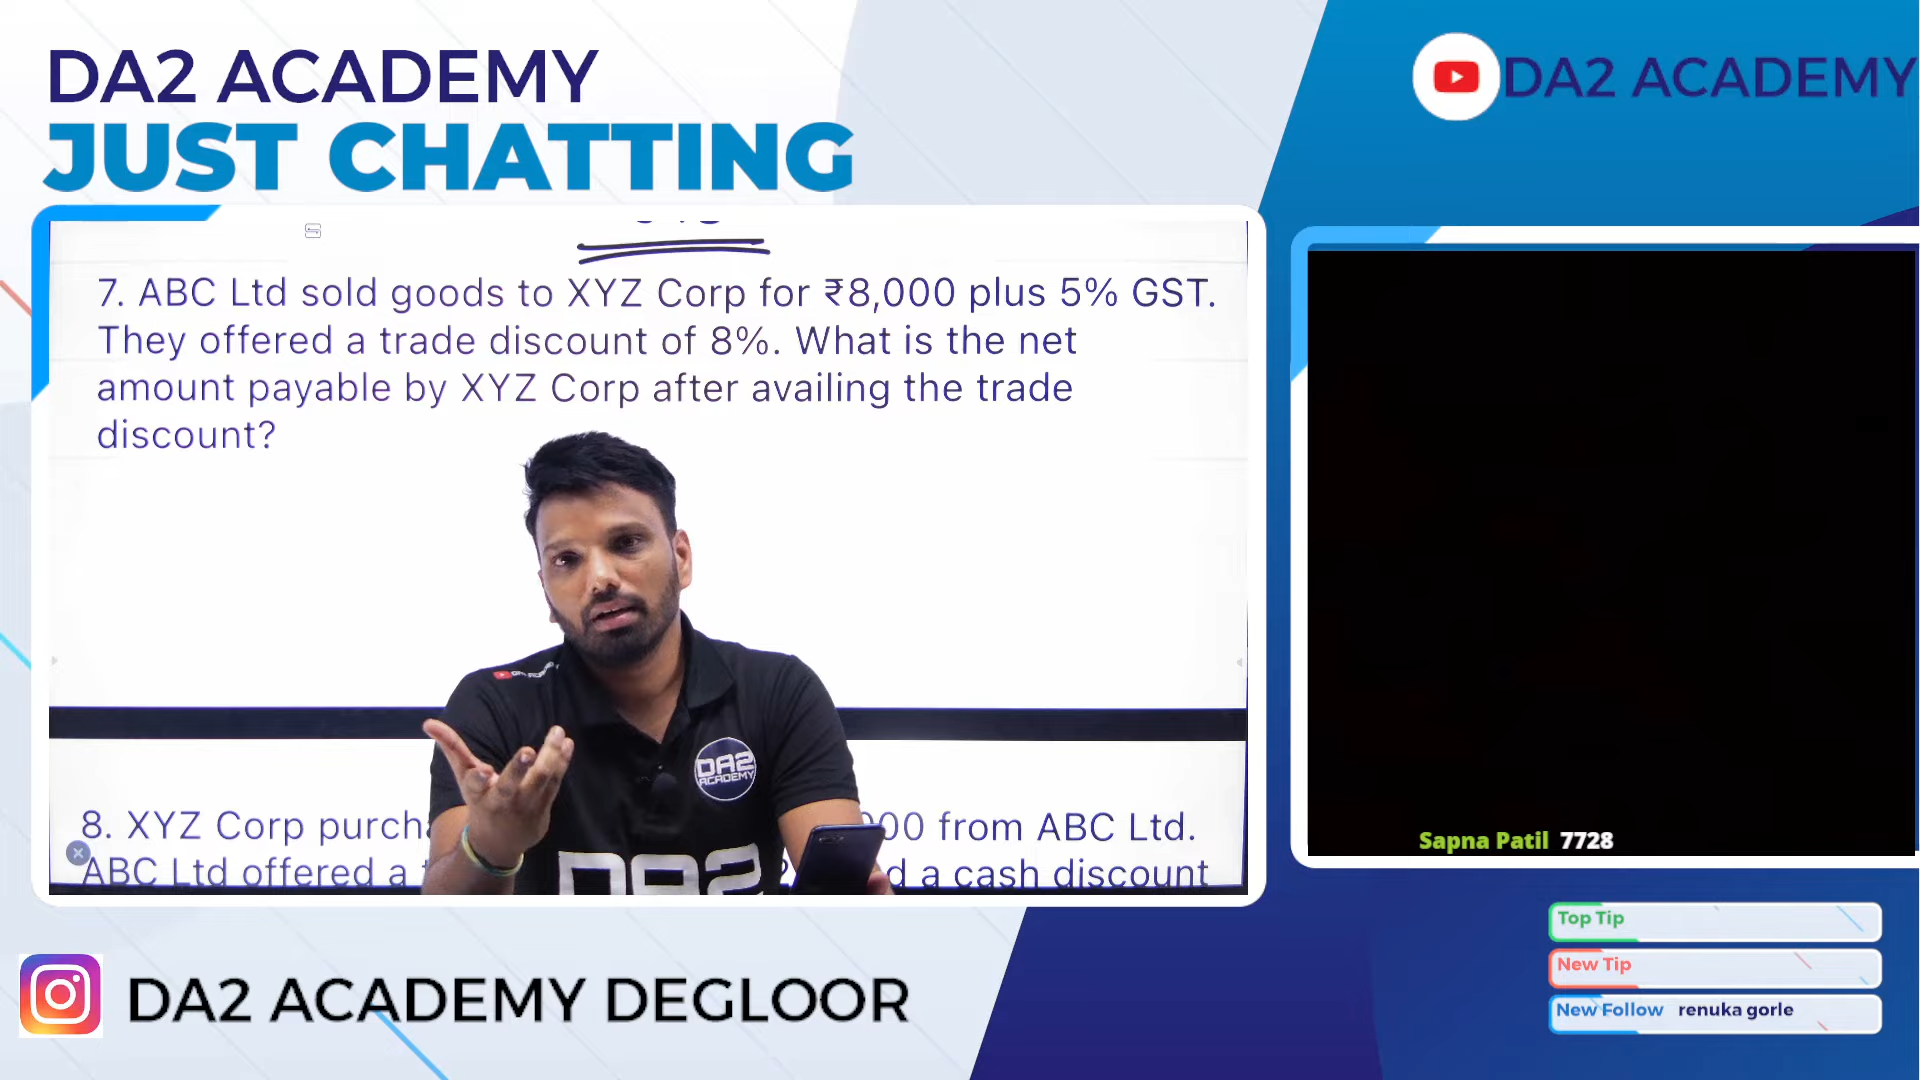 DA2 ACADEMY
JUST CHATTING
DA2 ACADEMY
7. ABC Ltd sold goods to XYZ Corp for ₹8,000 plus 5% GST.
They offered a trade discount of 8%. What is the net
amount payable by XYZ Corp after availing the trade
discount?
DA2
ACADEMY
DA2
8. XYZ Corp 00 from ABC Ltd.
ABC Ltd offered a d a cash discount
Sapna Patil 7728
Top Tip
New Tip
New Follow renuka gorle
DA2 ACADEMY DEGLOOR